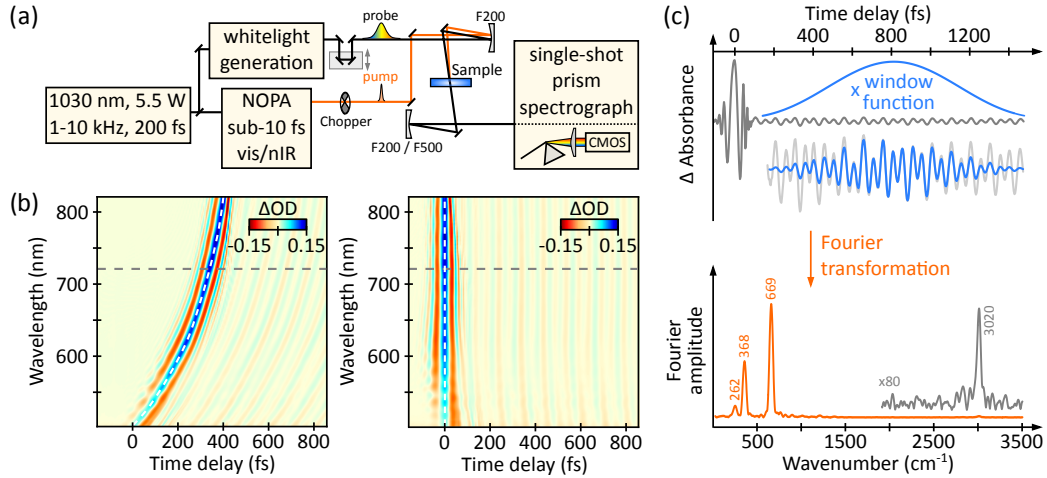 (a)
whitelight
generation
probe
F200
1030 nm, 5.5 W
1-10 kHz, 200 fs
NOPA
sub-10 fs
vis/nIR
pump
Chopper
Sample
F200 / F500
single-shot
prism
spectrograph
CMOS
(b)
Wavelength (nm)
800
700
600
ΔOD
-0.15 0.15
0 200 400 600 800
Time delay (fs)
Wavelength (nm)
800
700
600
ΔOD
-0.15 0.15
0 200 400 600 800
Time delay (fs)
(c)
Time delay (fs)
0 400 800 1200
Δ Absorbance
x window
function
Fourier
transformation
Fourier
amplitude
262
368
669
x80
3020
500 1500 2500 3500
Wavenumber (cm⁻¹)